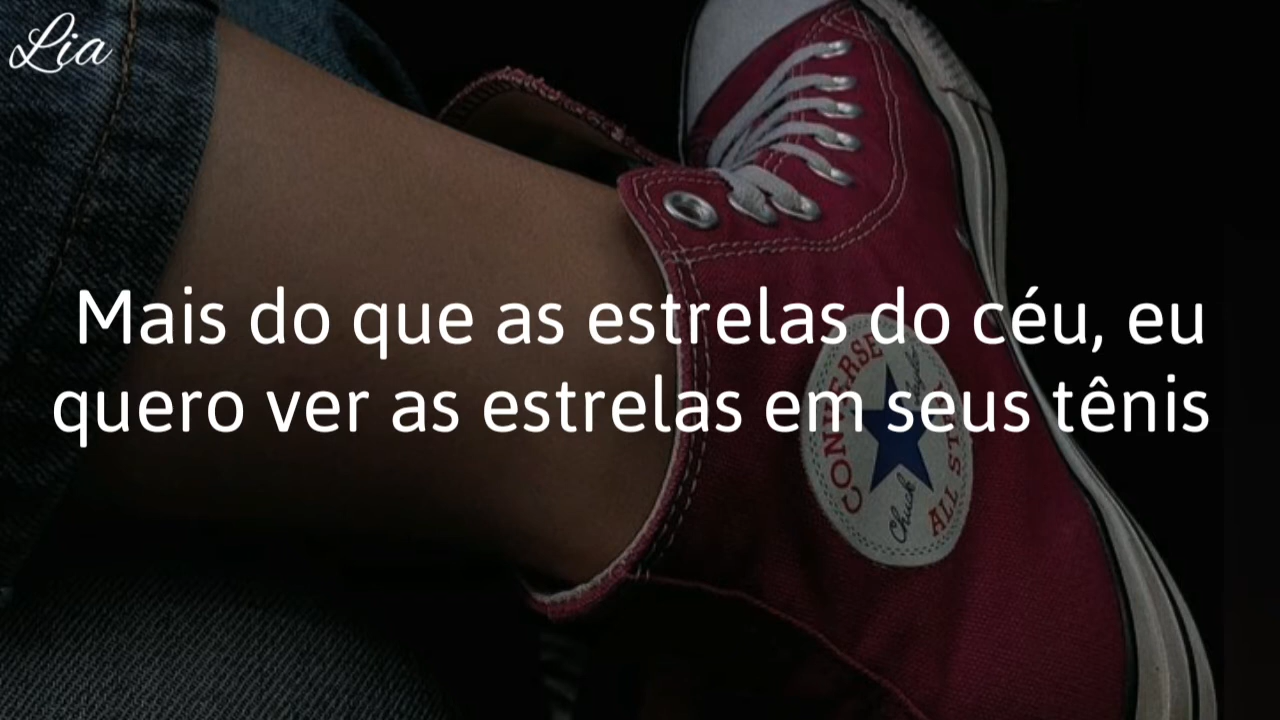 Lia
Mais do que as estrelas do céu, eu
quero ver as estrelas em seus tênis
CONVERSE
ALL ST
Chuck